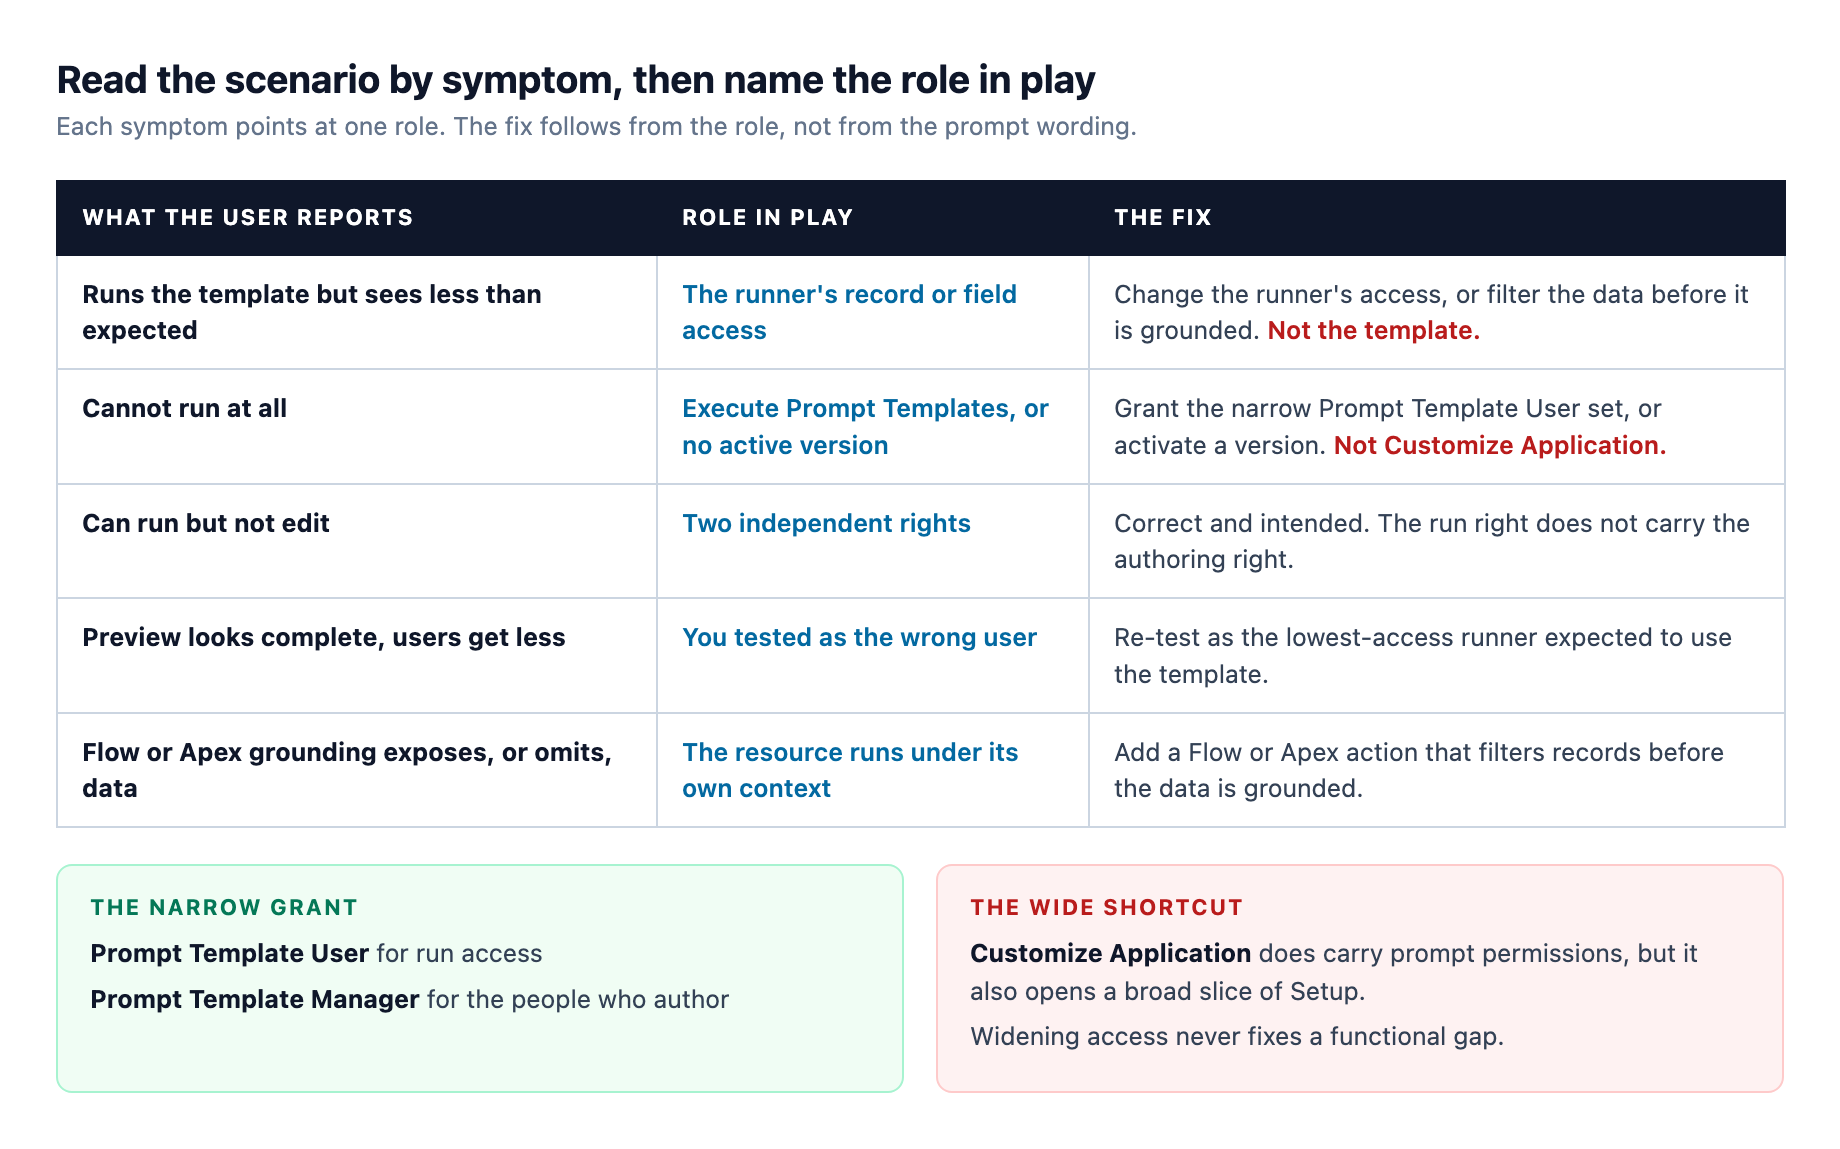 Read the scenario by symptom, then name the role in play
Each symptom points at one role. The fix follows from the role, not from the prompt wording.
WHAT THE USER REPORTS
ROLE IN PLAY
THE FIX
Runs the template but sees less than
expected
The runner's record or field
access
Change the runner's access, or filter the data before it
is grounded. Not the template.
Cannot run at all
Execute Prompt Templates, or
no active version
Grant the narrow Prompt Template User set, or
activate a version. Not Customize Application.
Can run but not edit
Two independent rights
Correct and intended. The run right does not carry the
authoring right.
Preview looks complete, users get less
You tested as the wrong user
Re-test as the lowest-access runner expected to use
the template.
Flow or Apex grounding exposes, or omits,
data
The resource runs under its
own context
Add a Flow or Apex action that filters records before
the data is grounded.
THE NARROW GRANT
Prompt Template User for run access
Prompt Template Manager for the people who author
THE WIDE SHORTCUT
Customize Application does carry prompt permissions, but it
also opens a broad slice of Setup.
Widening access never fixes a functional gap.